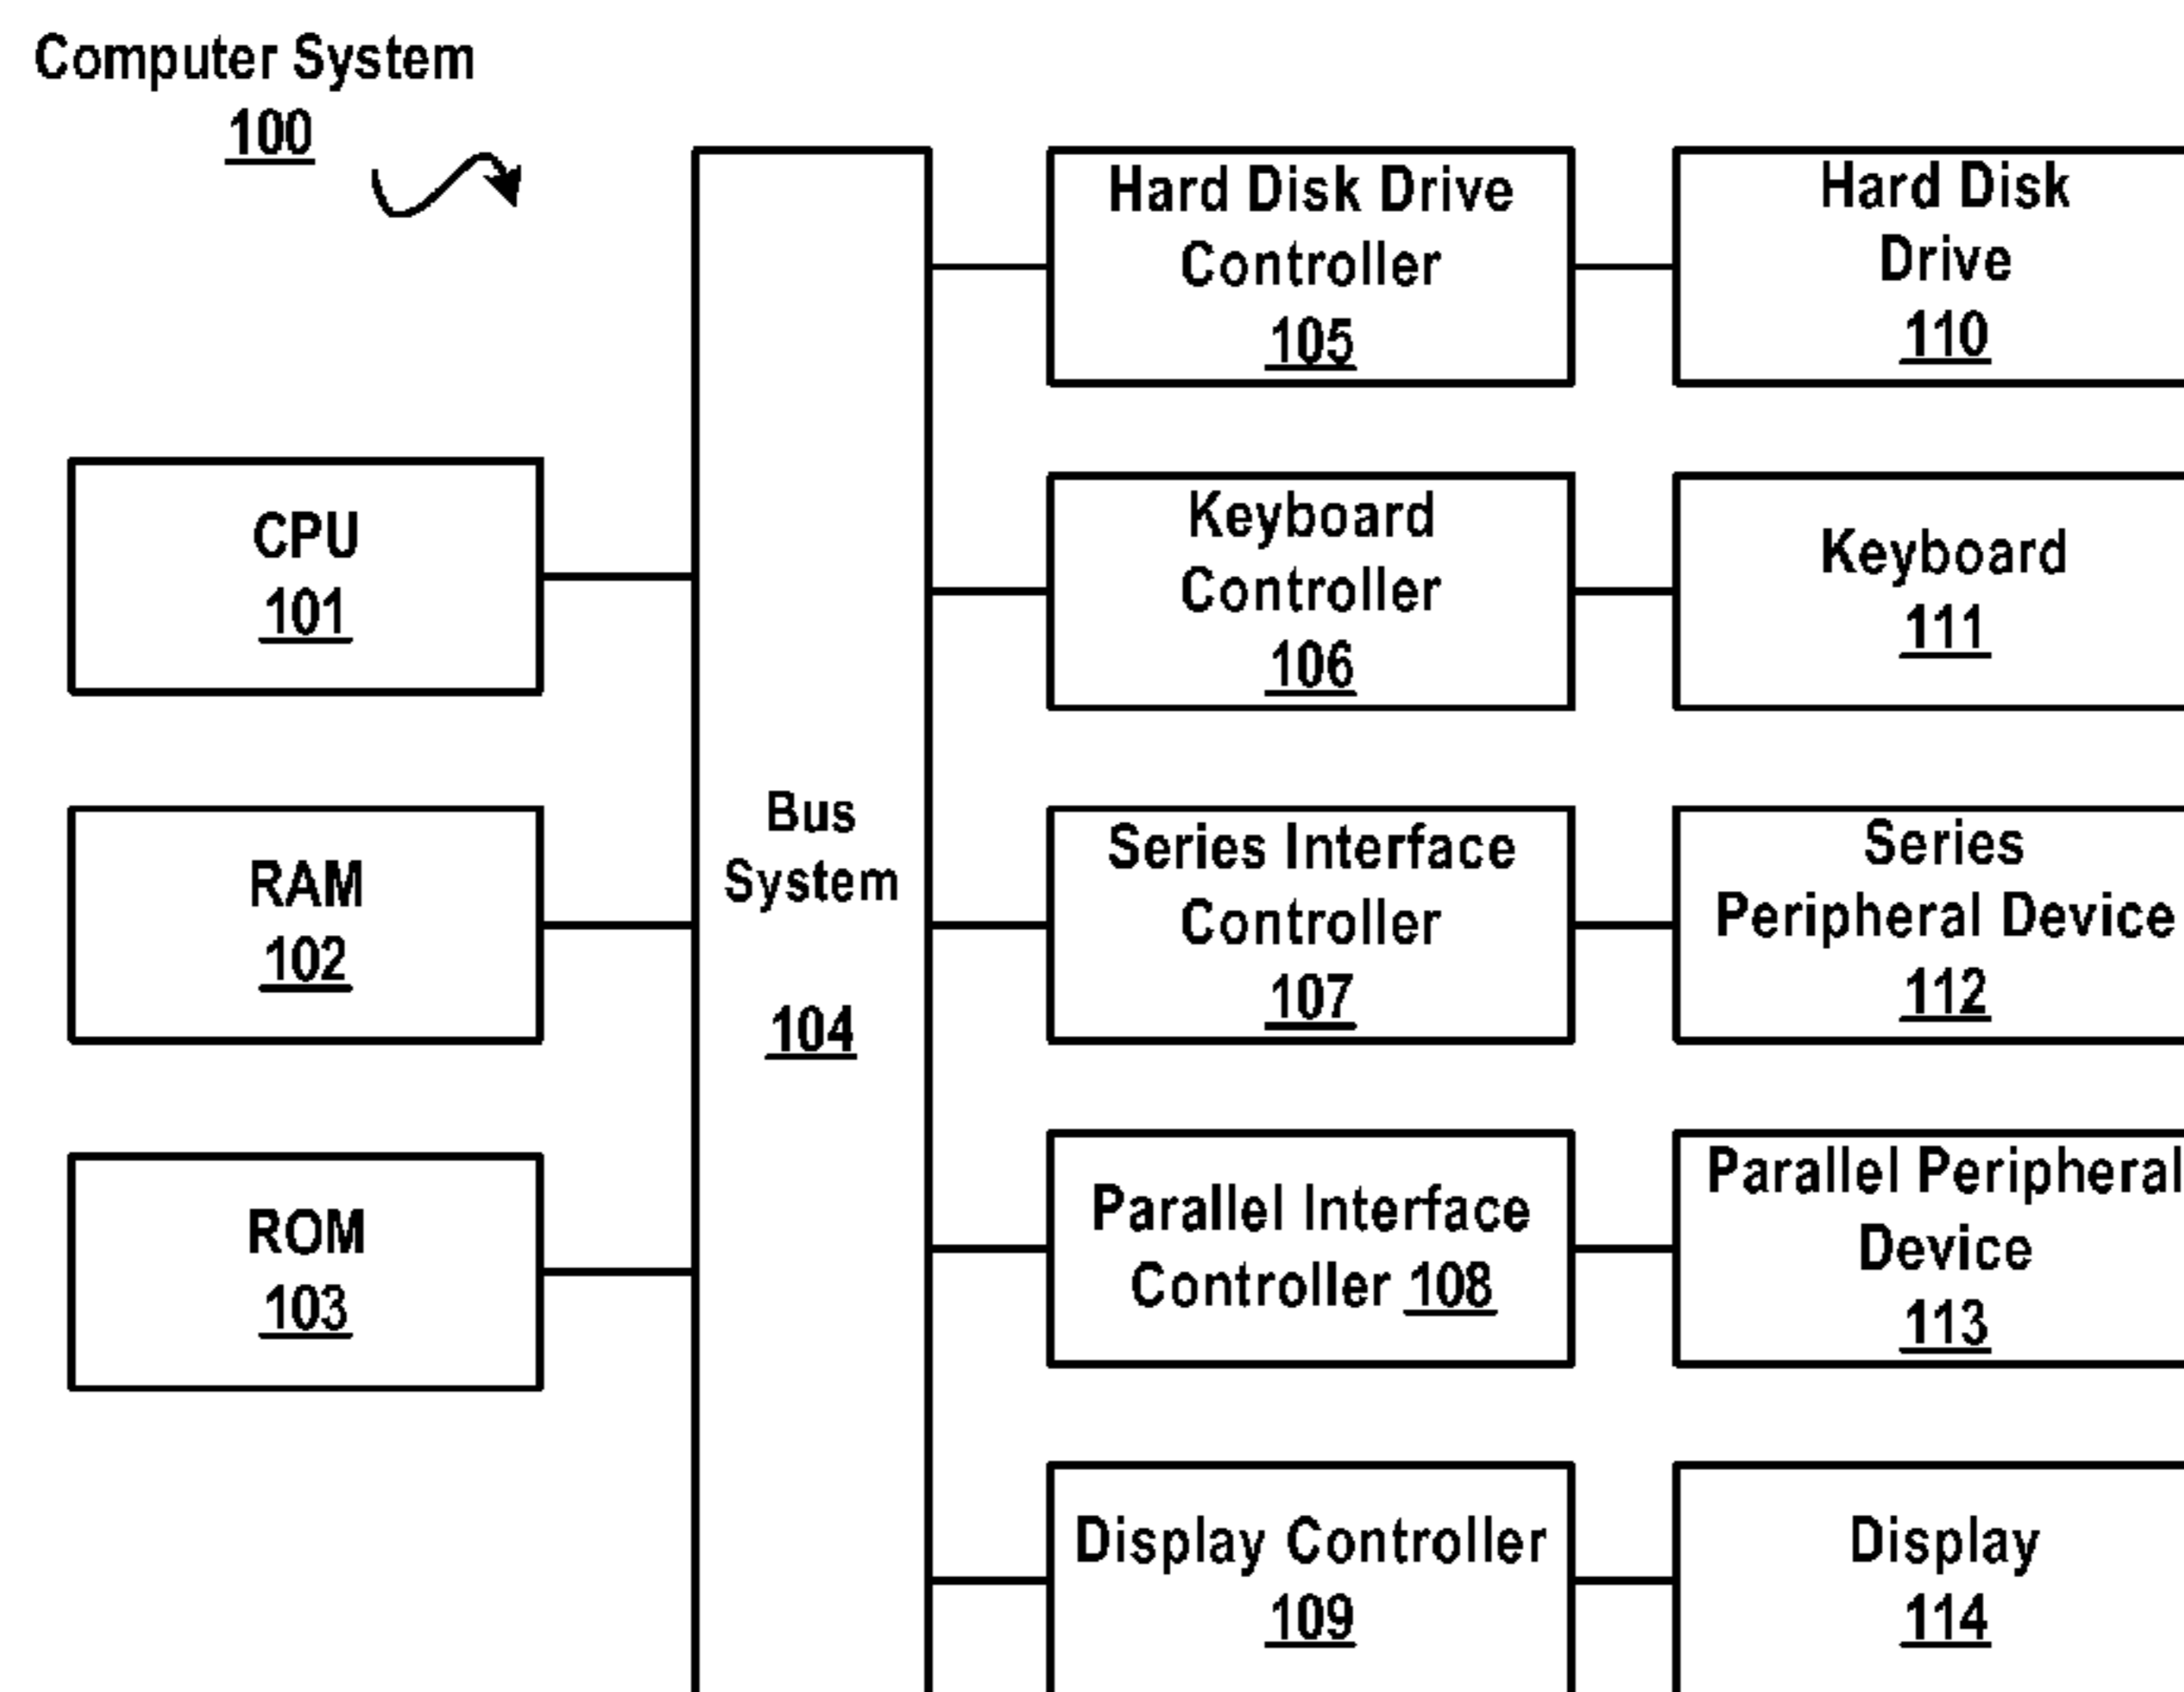 Computer System
100
CPU
101
RAM
102
ROM
103
Bus
System
104
Hard Disk Drive
Controller
105
Keyboard
Controller
106
Series Interface
Controller
107
Parallel Interface
Controller 108
Display Controller
109
Hard Disk
Drive
110
Keyboard
111
Series
Peripheral Device
112
Parallel Peripheral
Device
113
Display
114